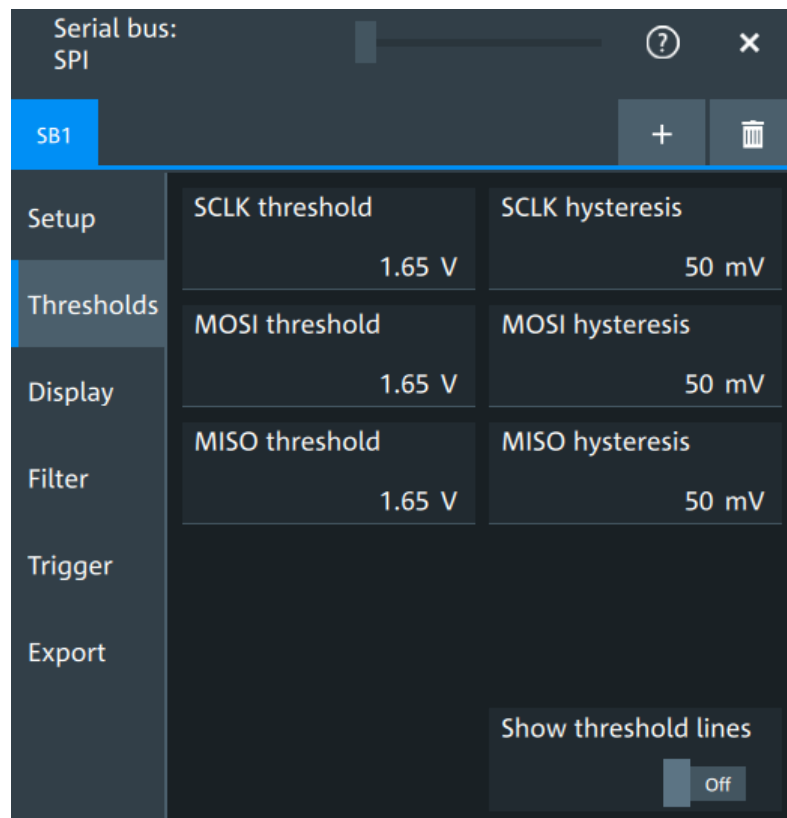 Serial bus:
SPI
?
SB1
+
Setup
Thresholds
Display
Filter
Trigger
Export
SCLK threshold
1.65 V
SCLK hysteresis
50 mV
MOSI threshold
1.65 V
MOSI hysteresis
50 mV
MISO threshold
1.65 V
MISO hysteresis
50 mV
Show threshold lines
Off